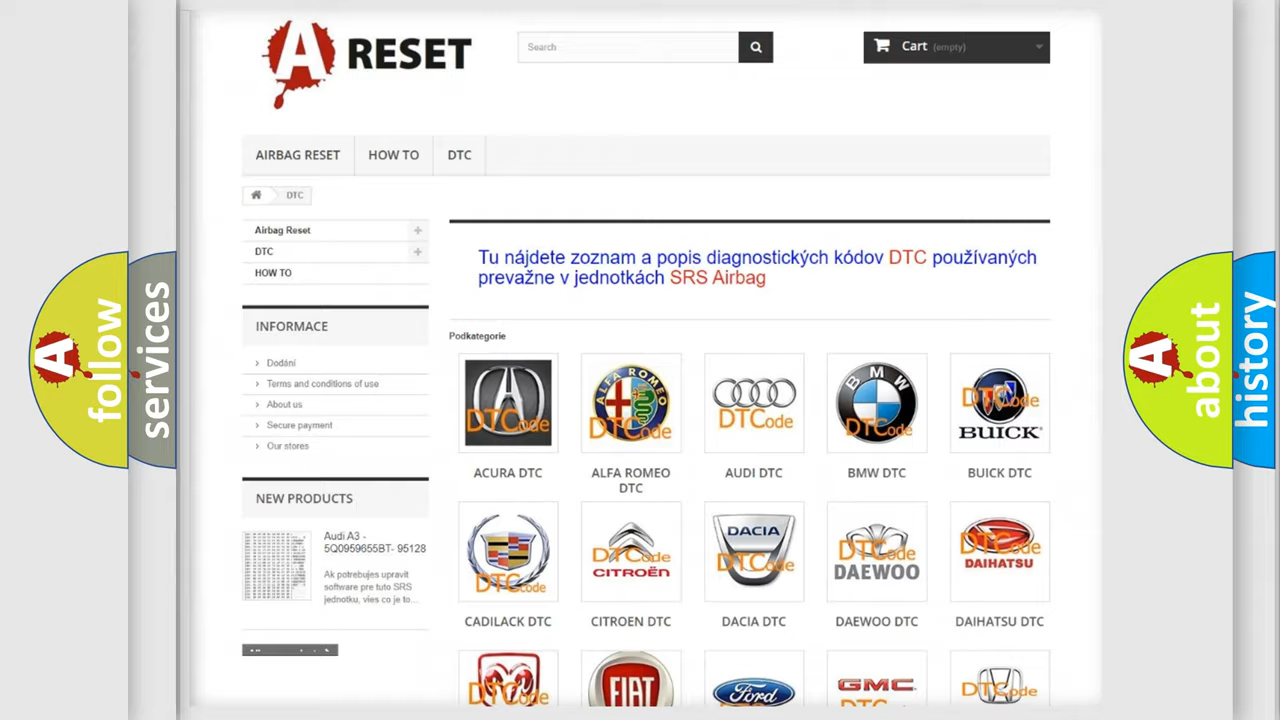 A RESET
Search
Cart (empty)
AIRBAG RESET
HOW TO
DTC
DTC
Airbag Reset
DTC
HOW TO
INFORMACE
Dodání
Terms and conditions of use
About us
Secure payment
Our stores
NEW PRODUCTS
Audi A3 -
5Q0959655BT- 95128
Ak potrebujes upravit
software pre tuto SRS
jednotku, vies co je to...
Tu nájdete zoznam a popis diagnostických kódov DTC používaných
prevažne v jednotkách SRS Airbag
Podkategorie
DTCode
ALFA ROMEO
DTCode
DTCode
BMW
DTCode
DTCode
BUICK
ACURA DTC
ALFA ROMEO
DTC
AUDI DTC
BMW DTC
BUICK DTC
DTCode
DTCode
CITROËN
DACIA
DTCode
DTCode
DAEWOO
DTCode
DAIHATSU
CADILACK DTC
CITROEN DTC
DACIA DTC
DAEWOO DTC
DAIHATSU DTC
DTCode
FIAT
Ford
GMC
DTCode
A
follow
services
A
about
history